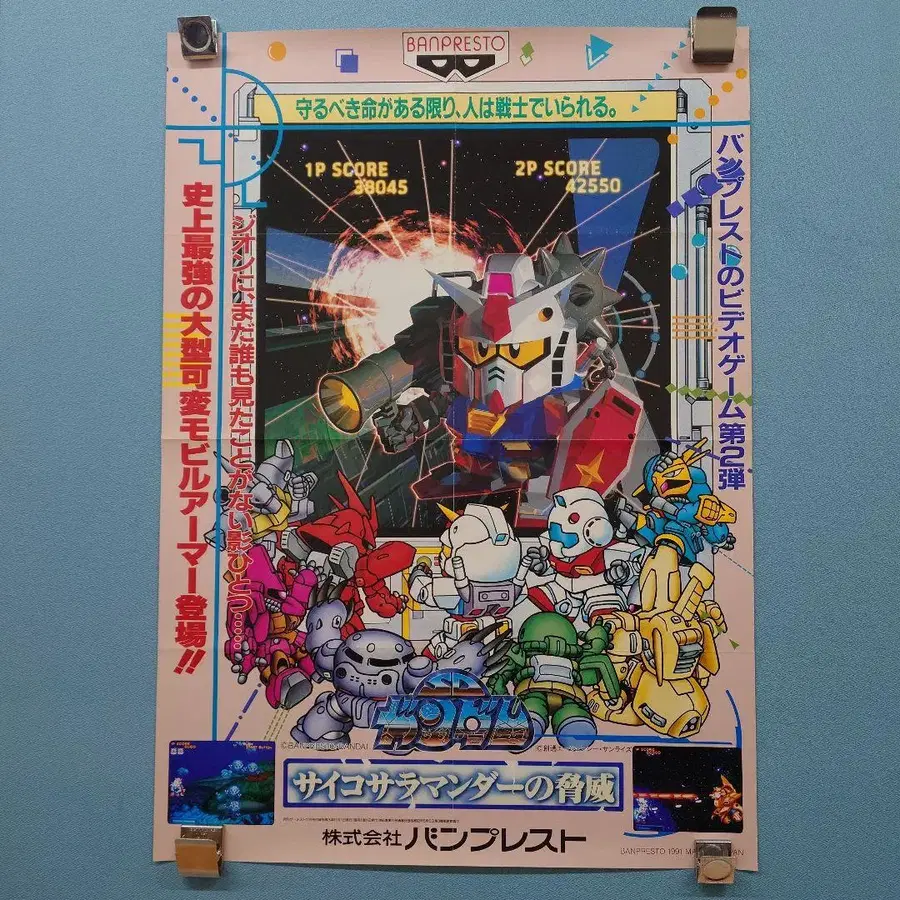 BANPRESTO
守るべき命がある限り、人は戦士でいられる。
1P SCORE
38045
2P SCORE
42550
バンプレストのビデオゲーム第2弾
ジオンに、まだ誰も見たことがない影ひとつ……
史上最強の大型可変モビルアーマー登場!!
SD
ガンダム
サイコサラマンダーの脅威
株式会社 バンプレスト
BANPRESTO 1991